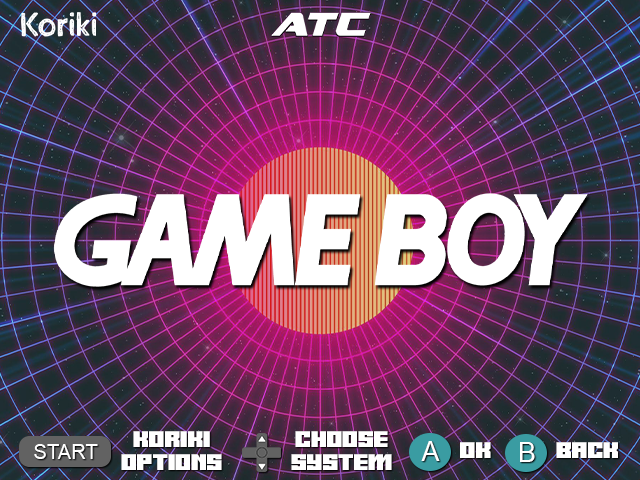 Koriki
ATC
GAME BOY
START
KORIKI
OPTIONS
CHOOSE
SYSTEM
A
OK
B
BACK